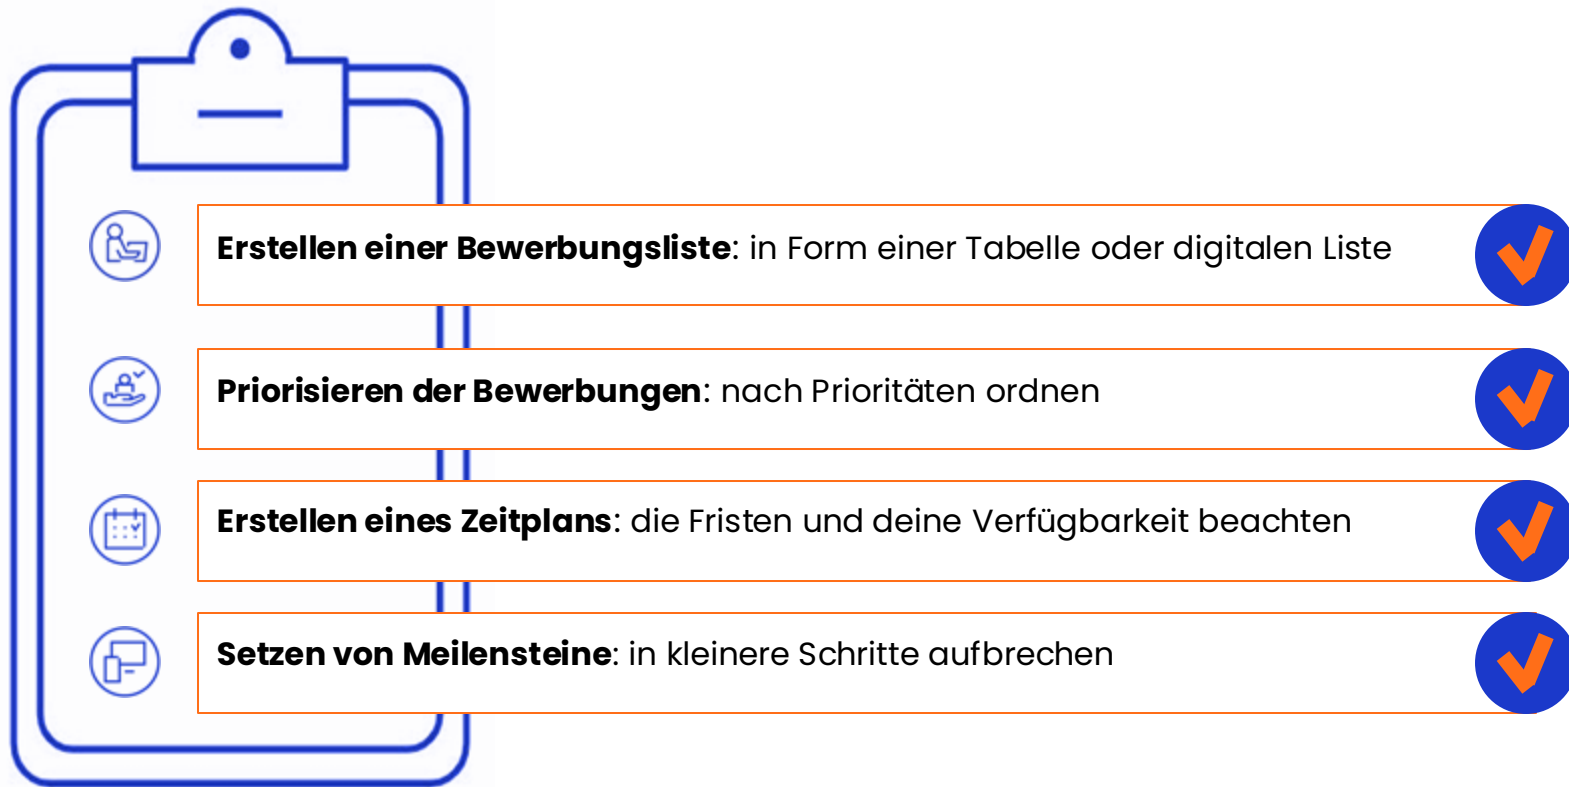 Erstellen einer Bewerbungsliste: in Form einer Tabelle oder digitalen Liste
Priorisieren der Bewerbungen: nach Prioritäten ordnen
Erstellen eines Zeitplans: die Fristen und deine Verfügbarkeit beachten
Setzen von Meilensteine: in kleinere Schritte aufbrechen